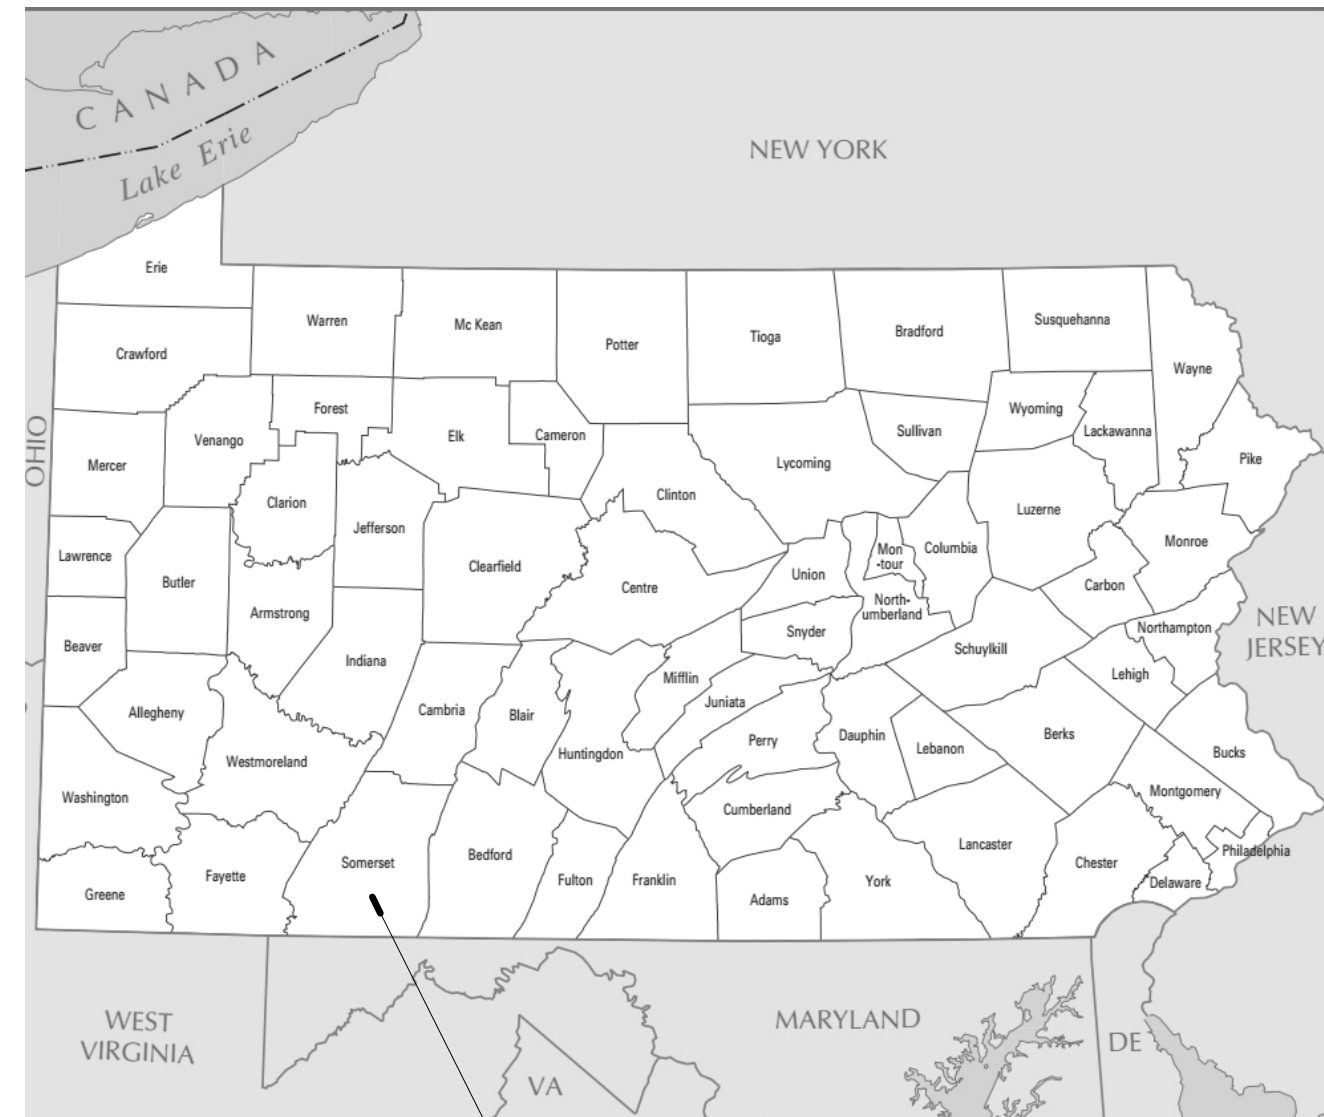 CANADA
Lake Erie
NEW YORK
Erie
Warren
Mc Kean
Potter
Tioga
Bradford
Susquehanna
Crawford
Wayne
Forest
Venango
Elk
Cameron
Wyoming
Sullivan
Lackawanna
OHIO
Mercer
Lycoming
Pike
Clarion
Clinton
Jefferson
Luzerne
Lawrence
Butler
Clearfield
Centre
Union
Mon
-tour
Columbia
Monroe
Carbon
Armstrong
North-
umberland
Snyder
Northampton
NEW
JERSEY
Beaver
Indiana
Mifflin
Schuylkill
Lehigh
Allegheny
Cambria
Blair
Juniata
Westmoreland
Huntingdon
Perry
Dauphin
Lebanon
Berks
Bucks
Washington
Cumberland
Montgomery
Somerset
Bedford
Lancaster
Philadelphia
Greene
Fayette
Fulton
Franklin
Adams
York
Chester
Delaware
WEST
VIRGINIA
MARYLAND
DE
VA